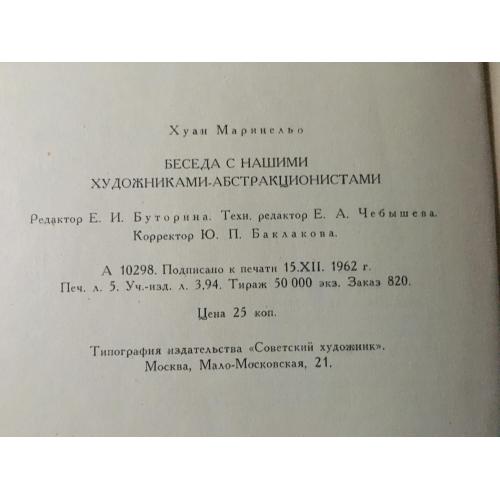 Хуан Маринельо
БЕСЕДА С НАШИМИ
ХУДОЖНИКАМИ-АБСТРАКЦИОНИСТАМИ
Редактор Е. И. Буторина. Техн. редактор Е. А. Чебышева.
Корректор Ю. П. Баклакова.
А 10298. Подписано к печати 15.XII. 1962 г.
Печ. л. 5. Уч.-изд. л. 3,94. Тираж 50 000 экз. Заказ 820.
Цена 25 коп.
Типография издательства «Советский художник».
Москва, Мало-Московская, 21.